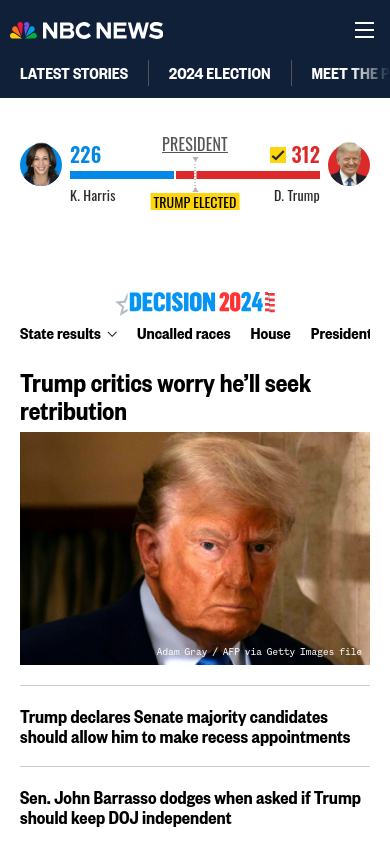 NBC NEWS
LATEST STORIES
2024 ELECTION
MEET THE P
PRESIDENT
226
312
K. Harris
D. Trump
TRUMP ELECTED
DECISION 2024
State results
Uncalled races
House
President
Trump critics worry he’ll seek
retribution
Adam Gray / AFP via Getty Images file
Trump declares Senate majority candidates
should allow him to make recess appointments
Sen. John Barrasso dodges when asked if Trump
should keep DOJ independent